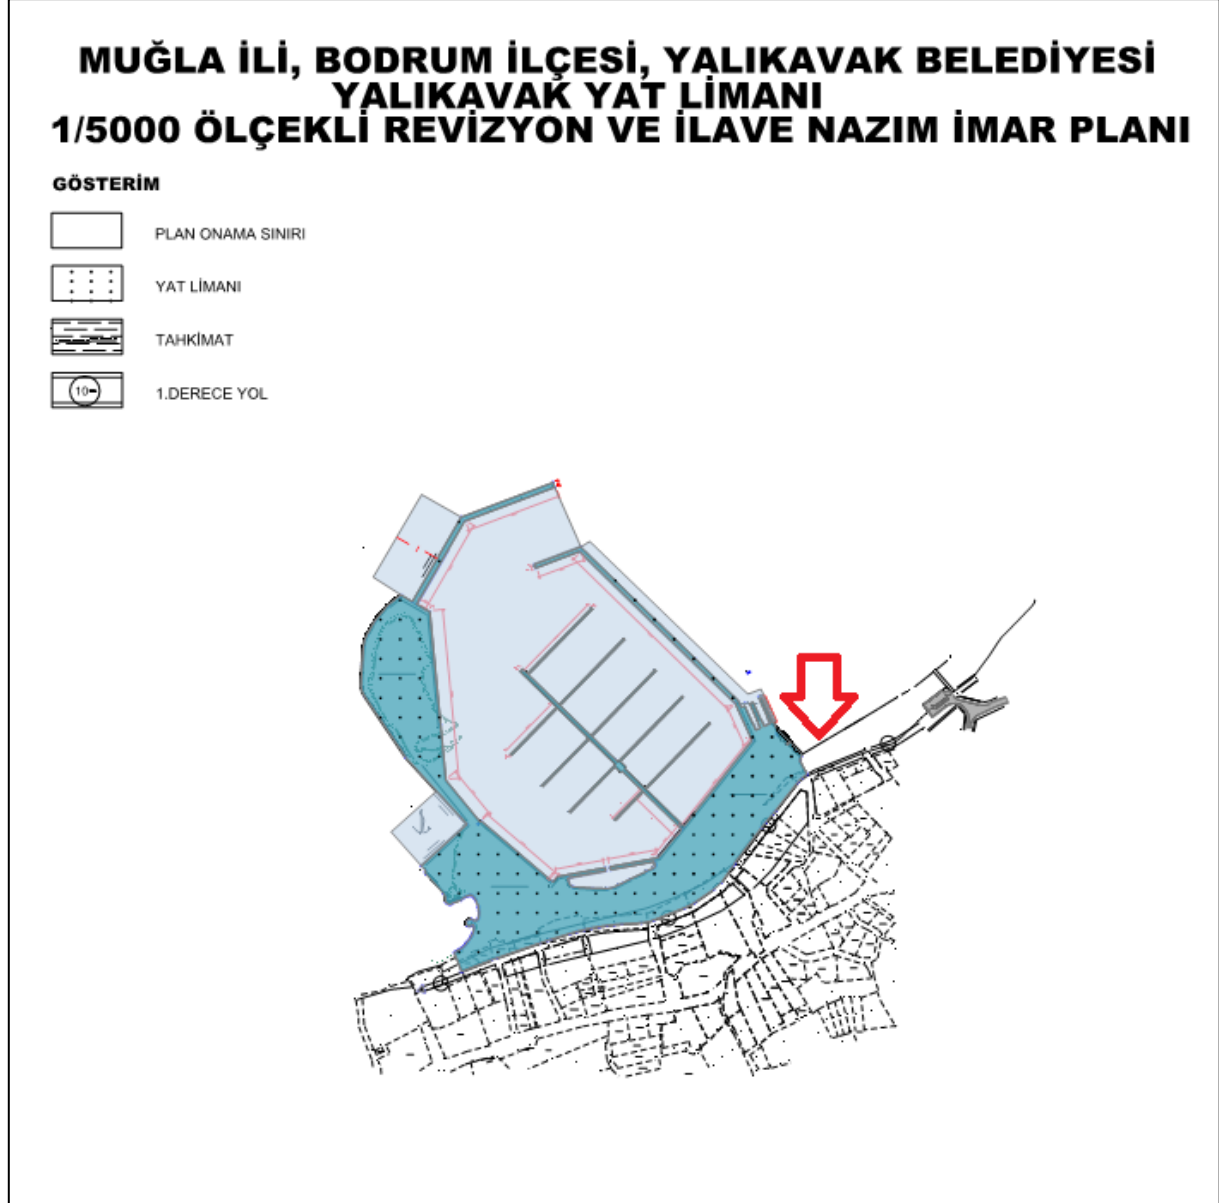 MUĞLA İLİ, BODRUM İLÇESİ, YALIKAVAK BELEDİYESİ
YALIKAVAK YAT LİMANI
1/5000 ÖLÇEKLİ REVİZYON VE İLAVE NAZIM İMAR PLANI
GÖSTERİM
PLAN ONAMA SINIRI
YAT LİMANI
TAHKİMAT
10
1.DERECE YOL